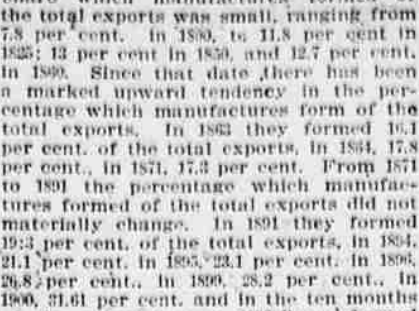 which manufactures formed of
the total exports was small, ranging from
7.8 per cent. in 1800, to 11.8 per cent in
1825; 13 per cent in 1850, and 12.7 per cent.
in 1860. Since that date there has been
a marked upward tendency in the per-
centage which manufactures form of the
total exports. In 1863 they formed
per cent. of the total exports, in 1864, 17.8
per cent., in 1871, 17.3 per cent. From 1871
to 1891 the percentage which manufac-
tures formed of the total exports did not
materially change. In 1891 they formed
19:3 per cent. of the total exports, in 1894,
21.1 per cent. in 1895, 23.1 per cent. in 1896,
26.8 per cent., in 1899, 28.2 per cent., in
1900, 31.61 per cent. and in the ten months